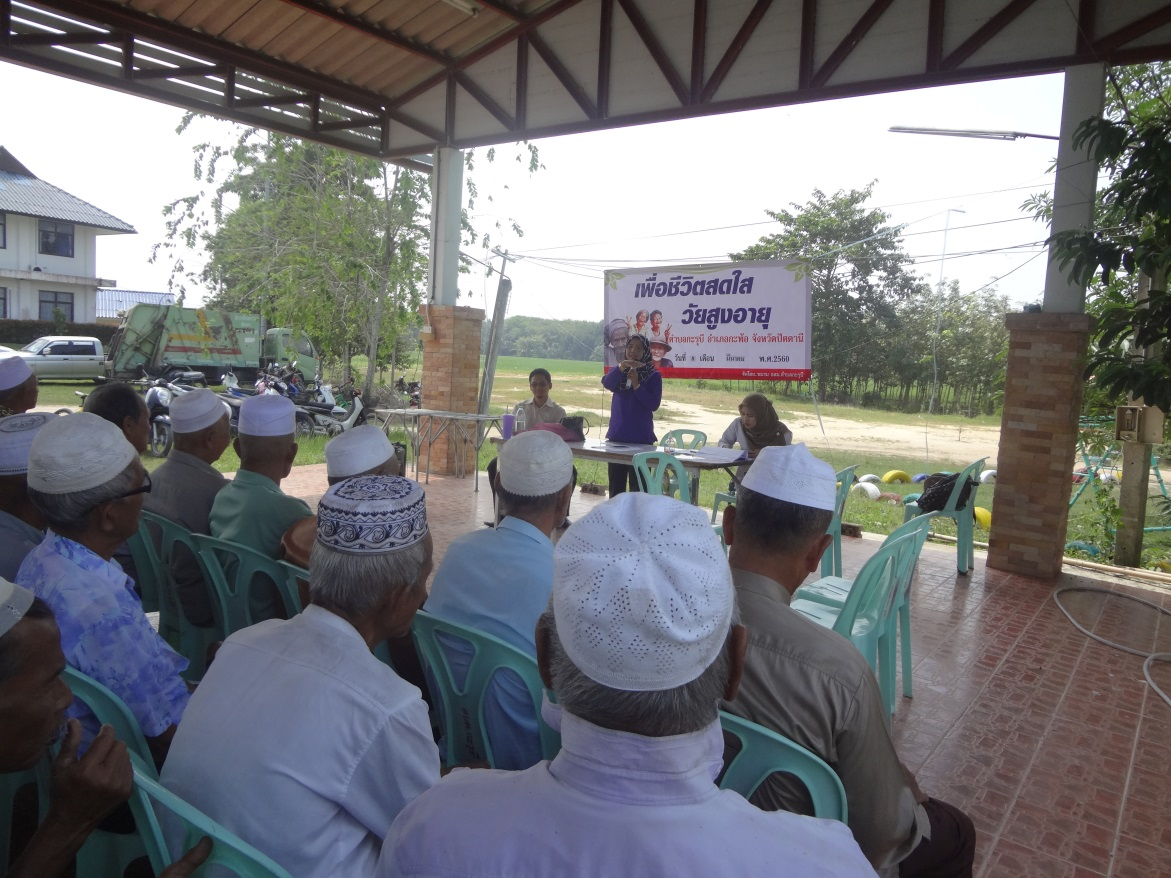 เพื่อชีวิตสดใส
วัยสูงอายุ
ตำบลกะรุบี อำเภอกะพ้อ จังหวัดปัตตานี
วันที่ เดือน มีนาคม พ.ศ.2560